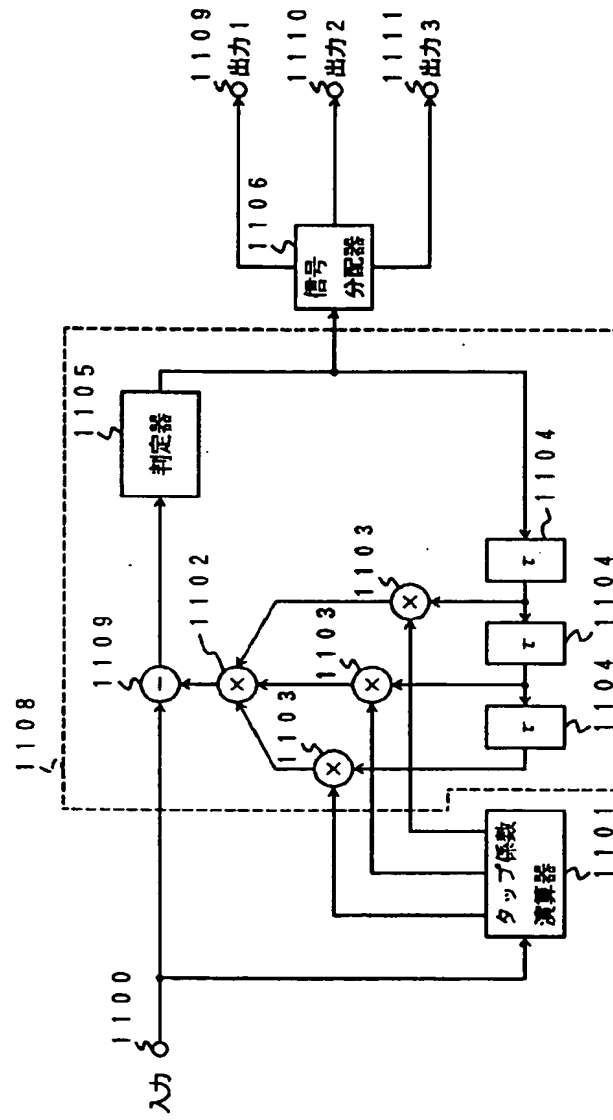 1100
入力
1108
1109
1105
判定器
1102
1103
1103
1103
1104
τ
1104
τ
1104
τ
タップ係数
演算器
1101
1106
信号
分配器
1109
出力1
1110
出力2
1111
出力3
−
×
×
×
×